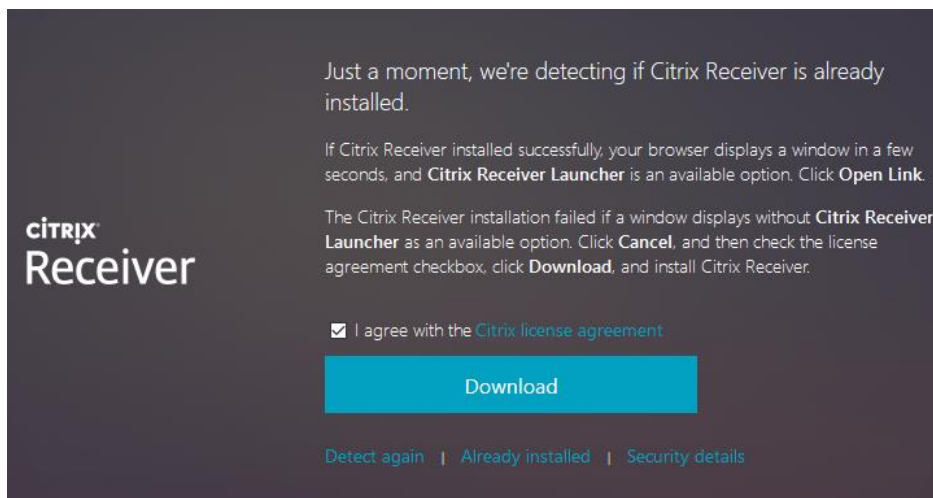 Just a moment, we're detecting if Citrix Receiver is already
installed.
If Citrix Receiver installed successfully, your browser displays a window in a few
seconds, and Citrix Receiver Launcher is an available option. Click Open Link.
The Citrix Receiver installation failed if a window displays without Citrix Receiver
Launcher as an available option. Click Cancel, and then check the license
agreement checkbox, click Download, and install Citrix Receiver.
CITRIX
Receiver
I agree with the Citrix license agreement
Download
Detect again | Already installed | Security details